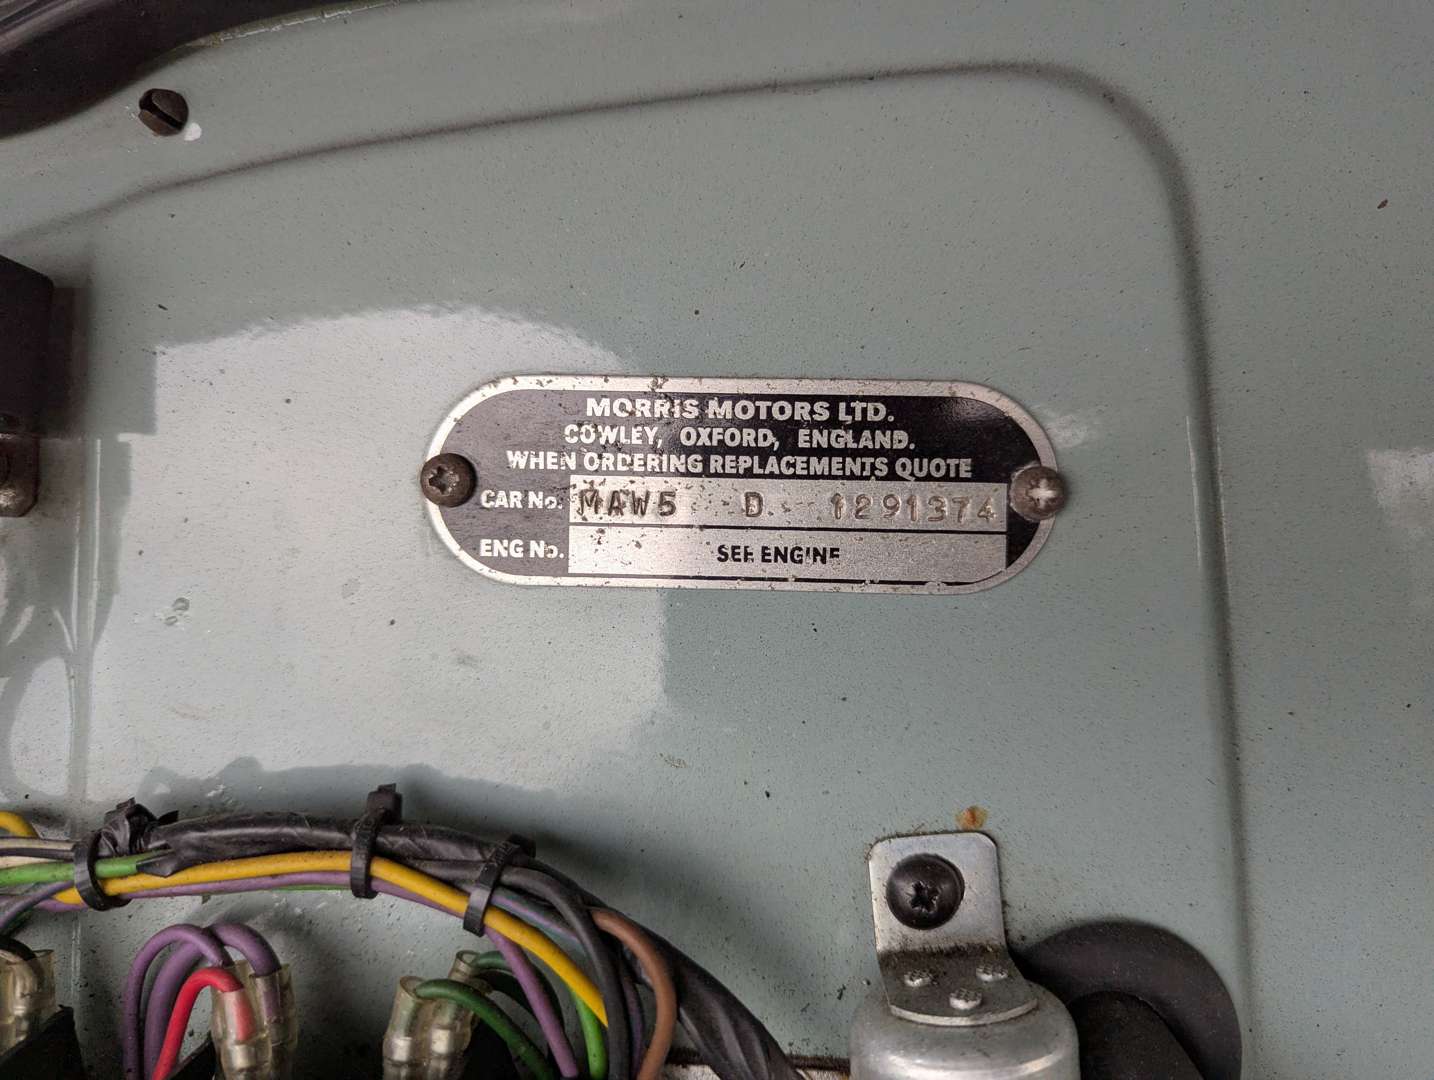 MORRIS MOTORS LTD.
COWLEY, OXFORD, ENGLAND.
WHEN ORDERING REPLACEMENTS QUOTE
CAR No. MAW5 D 1291374
ENG No. SEE ENGINE